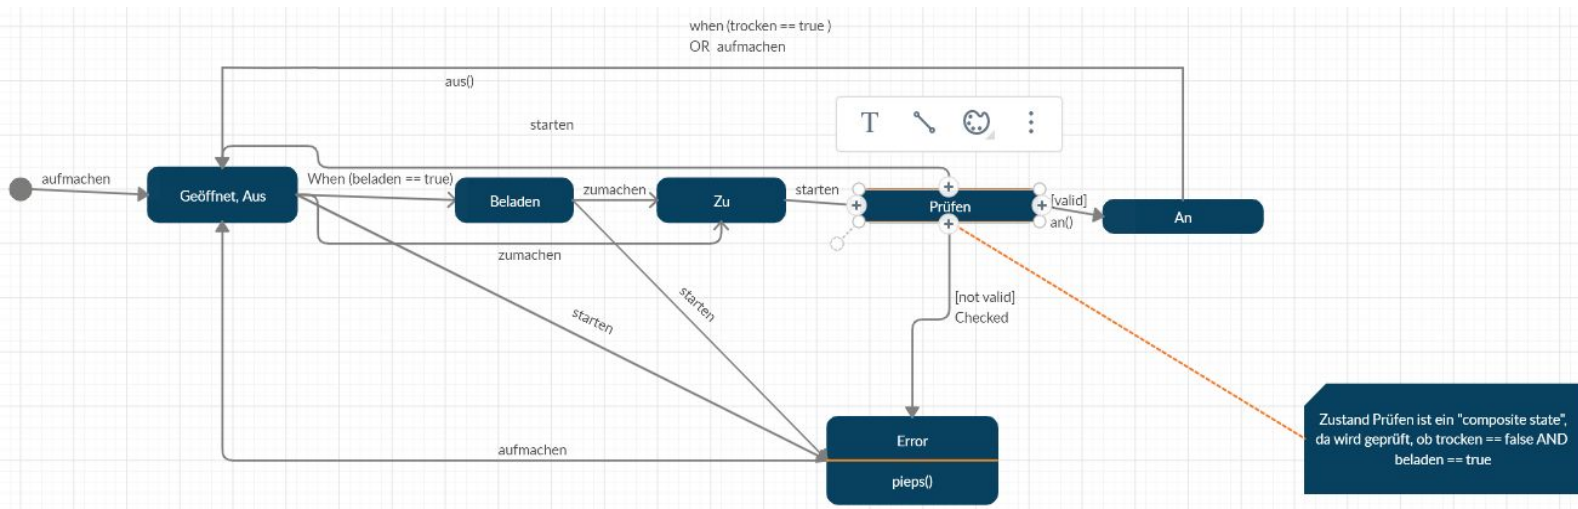 when (trocken == true )
OR aufmachen
aus()
T
starten
aufmachen
Geöffnet, Aus
When (beladen == true)
Beladen
zumachen
Zu
starten
Prüfen
[valid]
an()
An
zumachen
starten
starten
[not valid]
Checked
Zustand Prüfen ist ein "composite state",
da wird geprüft, ob trocken == false AND
beladen == true
Error
aufmachen
pieps()